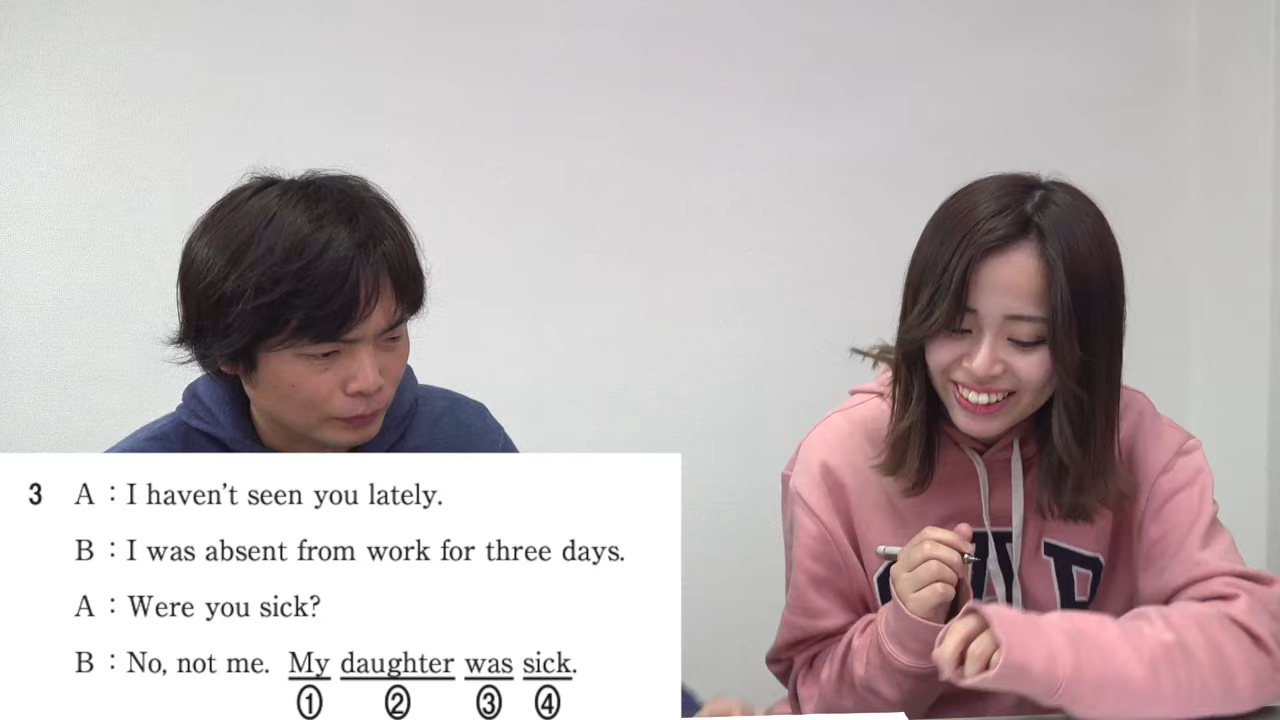 3 A : I haven't seen you lately.
B : I was absent from work for three days.
A : Were you sick?
B : No, not me. My daughter was sick.
① ② ③ ④